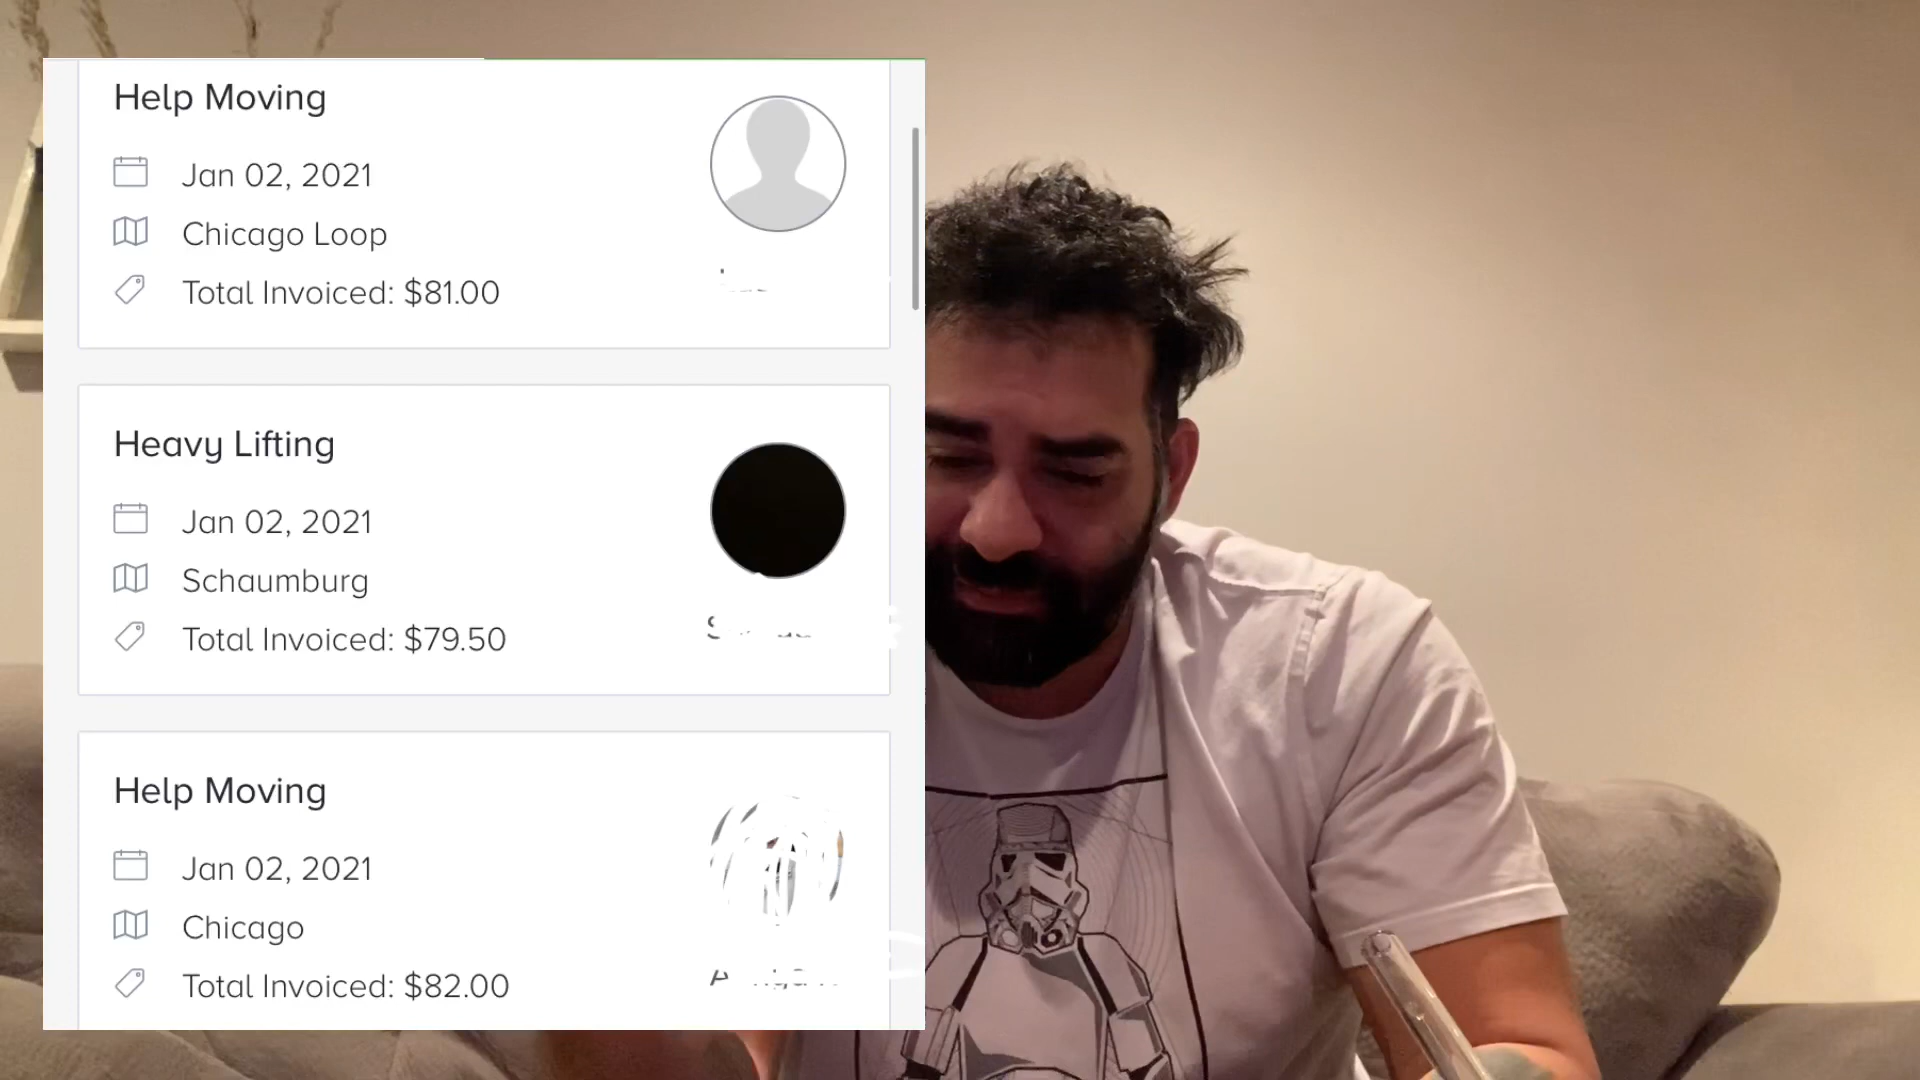 Help Moving
Jan 02, 2021
Chicago Loop
Total Invoiced: $81.00
Heavy Lifting
Jan 02, 2021
Schaumburg
Total Invoiced: $79.50
Help Moving
Jan 02, 2021
Chicago
Total Invoiced: $82.00